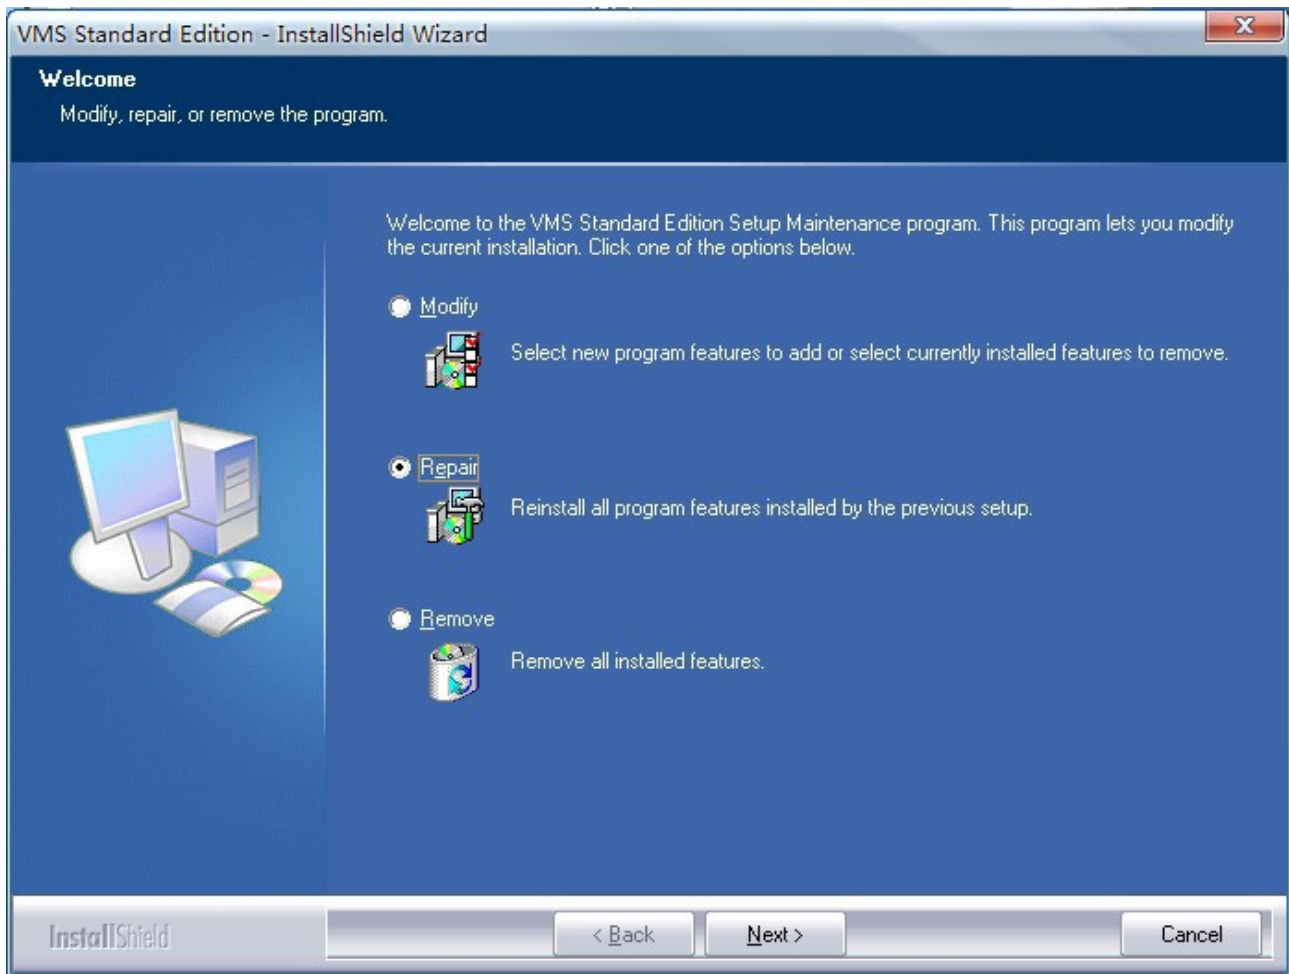 VMS Standard Edition - InstallShield Wizard
Welcome
Modify, repair, or remove the program.
Welcome to the VMS Standard Edition Setup Maintenance program. This program lets you modify
the current installation. Click one of the options below.
Modify
Select new program features to add or select currently installed features to remove.
Repair
Reinstall all program features installed by the previous setup.
Remove
Remove all installed features.
InstallShield
< Back
Next >
Cancel